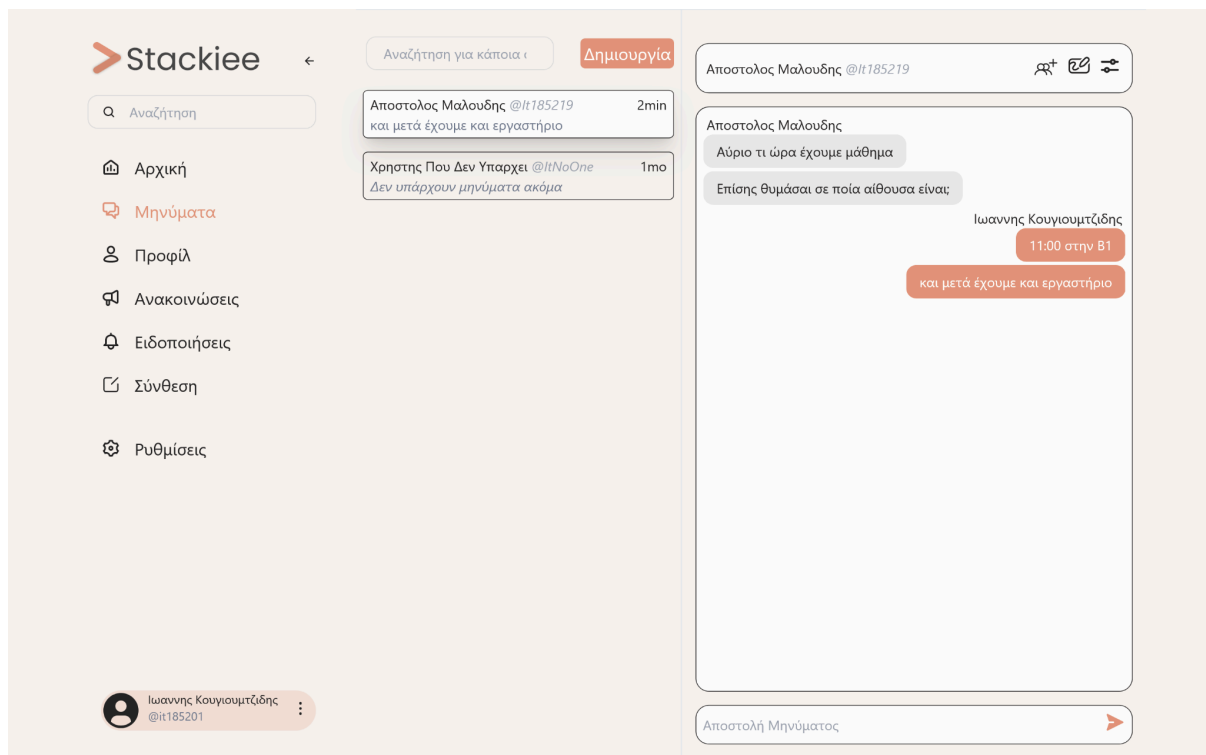 Stackiee
Αναζήτηση
Αρχική
Μηνύματα
Προφίλ
Ανακοινώσεις
Ειδοποιήσεις
Σύνθεση
Ρυθμίσεις
Ιωαννης Κουγιουμτζιδης
@it185201
Αναζήτηση για κάποια
Δημιουργία
Αποστολος Μαλουδης @It185219 2min
και μετά έχουμε και εργαστήριο
Χρηστης Που Δεν Υπαρχει @ItNoOne 1mo
Δεν υπάρχουν μηνύματα ακόμα
Αποστολος Μαλουδης @It185219
Αποστολος Μαλουδης
Αύριο τι ώρα έχουμε μάθημα
Επίσης θυμάσαι σε ποία αίθουσα είναι;
Ιωαννης Κουγιουμτζιδης
11:00 στην Β1
και μετά έχουμε και εργαστήριο
Αποστολή Μηνύματος